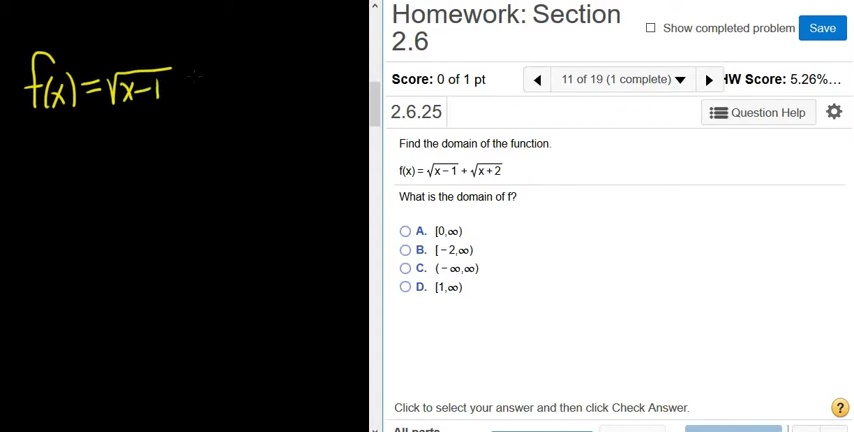 f(x)=√x-1
Homework: Section 2.6
Show completed problem
Save
Score: 0 of 1 pt
11 of 19 (1 complete)
HW Score: 5.26%...
2.6.25
Question Help
Find the domain of the function.
f(x) = √x - 1 + √x + 2
What is the domain of f?
A. [0,∞)
B. [-2,∞)
C. (-∞,∞)
D. [1,∞)
Click to select your answer and then click Check Answer.
?
All parts